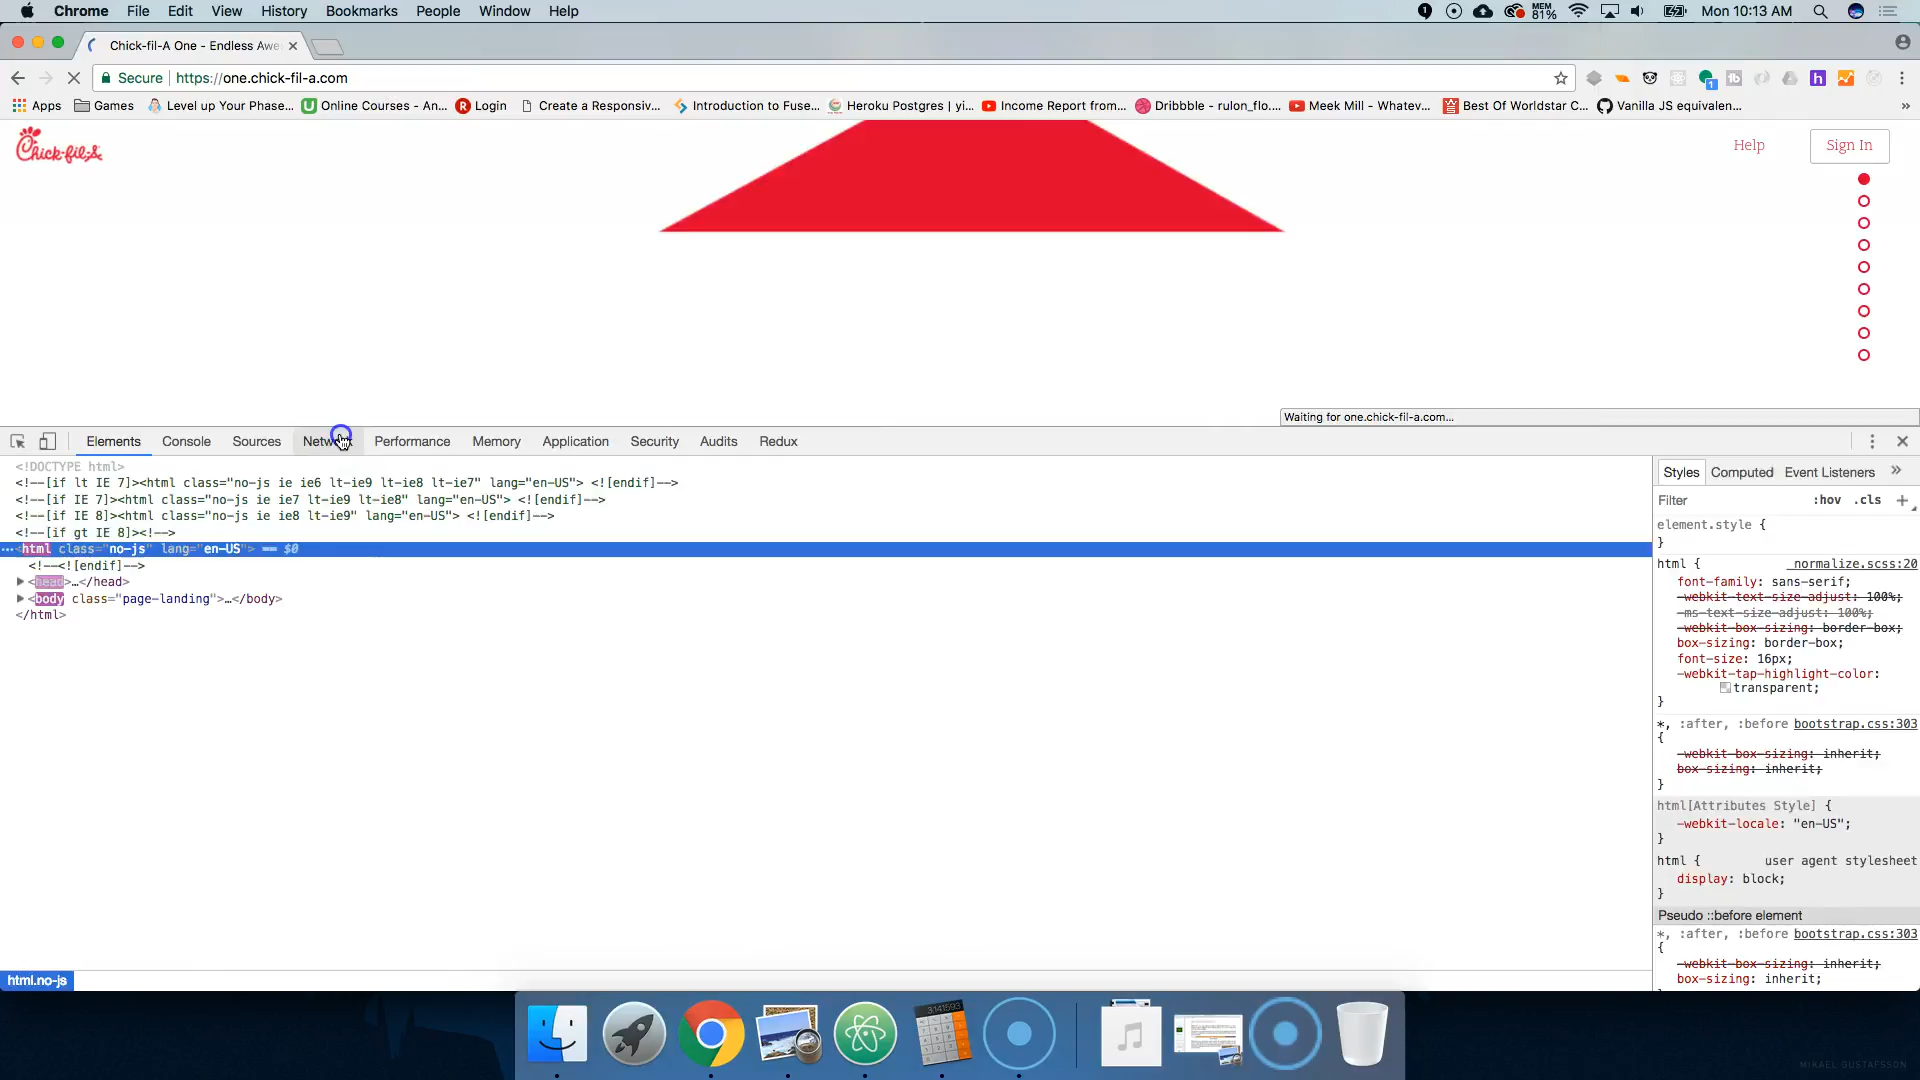 Chrome File Edit View History Bookmarks People Window Help MEM 81% Mon 10:13 AM
Chick-fil-A One - Endless Awe
Secure https://one.chick-fil-a.com
Apps Games Level up Your Phase... Online Courses - An... Login Create a Responsiv... Introduction to Fuse... Heroku Postgres | yi... Income Report from... Dribbble - rulon_flo.... Meek Mill - Whatev... Best Of Worldstar C... Vanilla JS equivalen...
Chick-fil-A Help Sign In
Waiting for one.chick-fil-a.com...
Elements Console Sources Network Performance Memory Application Security Audits Redux
<!DOCTYPE html>
<!--[if lt IE 7]><html class="no-js ie ie6 lt-ie9 lt-ie8 lt-ie7" lang="en-US"> <![endif]-->
<!--[if IE 7]><html class="no-js ie ie7 lt-ie9 lt-ie8" lang="en-US"> <![endif]-->
<!--[if IE 8]><html class="no-js ie ie8 lt-ie9" lang="en-US"> <![endif]-->
<!--[if gt IE 8]><!-->
<html class="no-js" lang="en-US"> == $0
<!--<![endif]-->
<head>…</head>
<body class="page-landing">…</body>
</html>
html.no-js
Styles Computed Event Listeners »
Filter :hov .cls +
element.style {
}
html { _normalize.scss:20
font-family: sans-serif;
-webkit-text-size-adjust: 100%;
-ms-text-size-adjust: 100%;
-webkit-box-sizing: border-box;
box-sizing: border-box;
font-size: 16px;
-webkit-tap-highlight-color:
transparent;
}
*, :after, :before bootstrap.css:303
{
-webkit-box-sizing: inherit;
box-sizing: inherit;
}
html[Attributes Style] {
-webkit-locale: "en-US";
}
html { user agent stylesheet
display: block;
}
Pseudo ::before element
*, :after, :before bootstrap.css:303
{
-webkit-box-sizing: inherit;
box-sizing: inherit;
3.141593
MIKAEL GUSTAFSSON